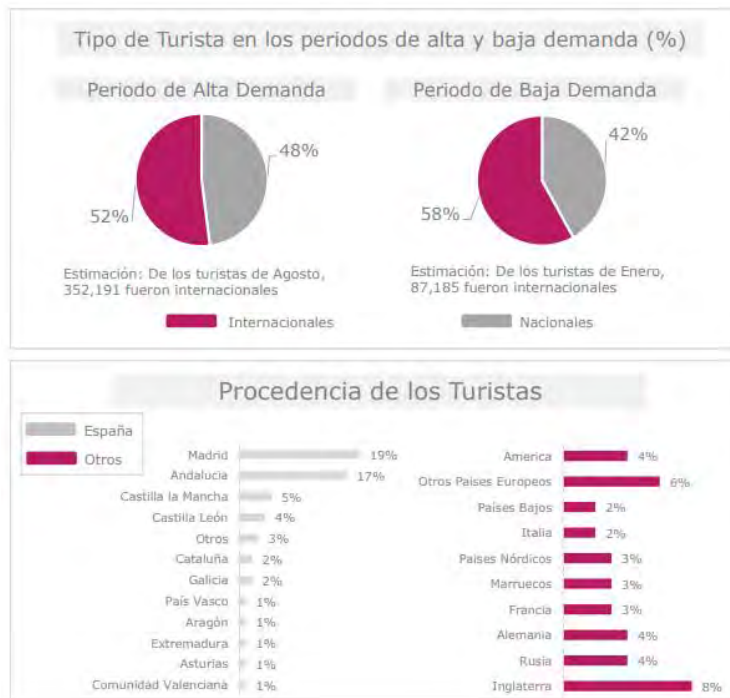 Tipo de Turista en los periodos de alta y baja demanda (%)
Periodo de Alta Demanda
48%
52%
Estimación: De los turistas de Agosto,
352,191 fueron internacionales
Periodo de Baja Demanda
42%
58%
Estimación: De los turistas de Enero,
87,185 fueron internacionales
Internacionales
Nacionales
Procedencia de los Turistas
España
Otros
Madrid 19%
Andalucia 17%
Castilla la Mancha 5%
Castilla León 4%
Otros 3%
Cataluña 2%
Galicia 2%
País Vasco 1%
Aragón 1%
Extremadura 1%
Asturias 1%
Comunidad Valenciana 1%
America 4%
Otros Paises Europeos 6%
Países Bajos 2%
Italia 2%
Paises Nórdicos 3%
Marruecos 3%
Francia 3%
Alemania 4%
Rusia 4%
Inglaterra 8%